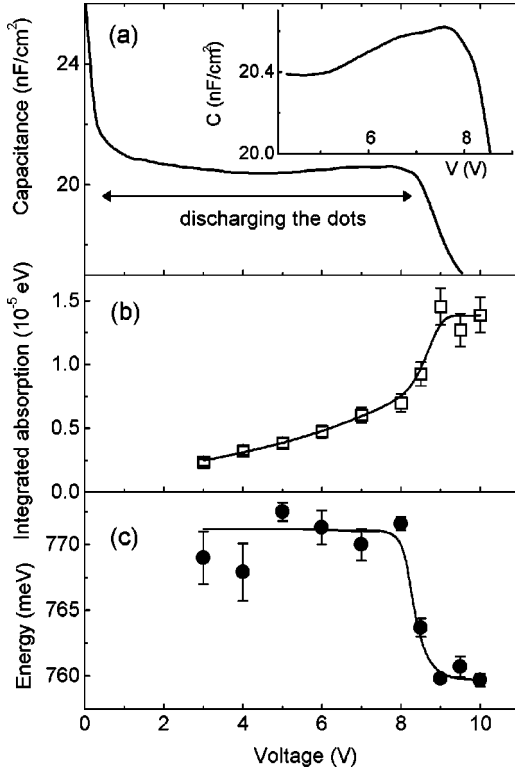 (a)
Capacitance (nF/cm²)
24
20
C (nF/cm²)
20.4
20.0
6
8
V (V)
discharging the dots
(b)
Integrated absorption (10⁻⁵ eV)
1.5
1.0
0.5
0.0
(c)
Energy (meV)
770
765
760
0
2
4
6
8
10
Voltage (V)